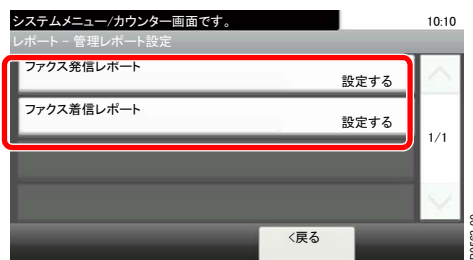 システムメニュー/カウンター画面です。
10:10
レポート - 管理レポート設定
ファクス発信レポート
設定する
ファクス着信レポート
設定する
1/1
<戻る